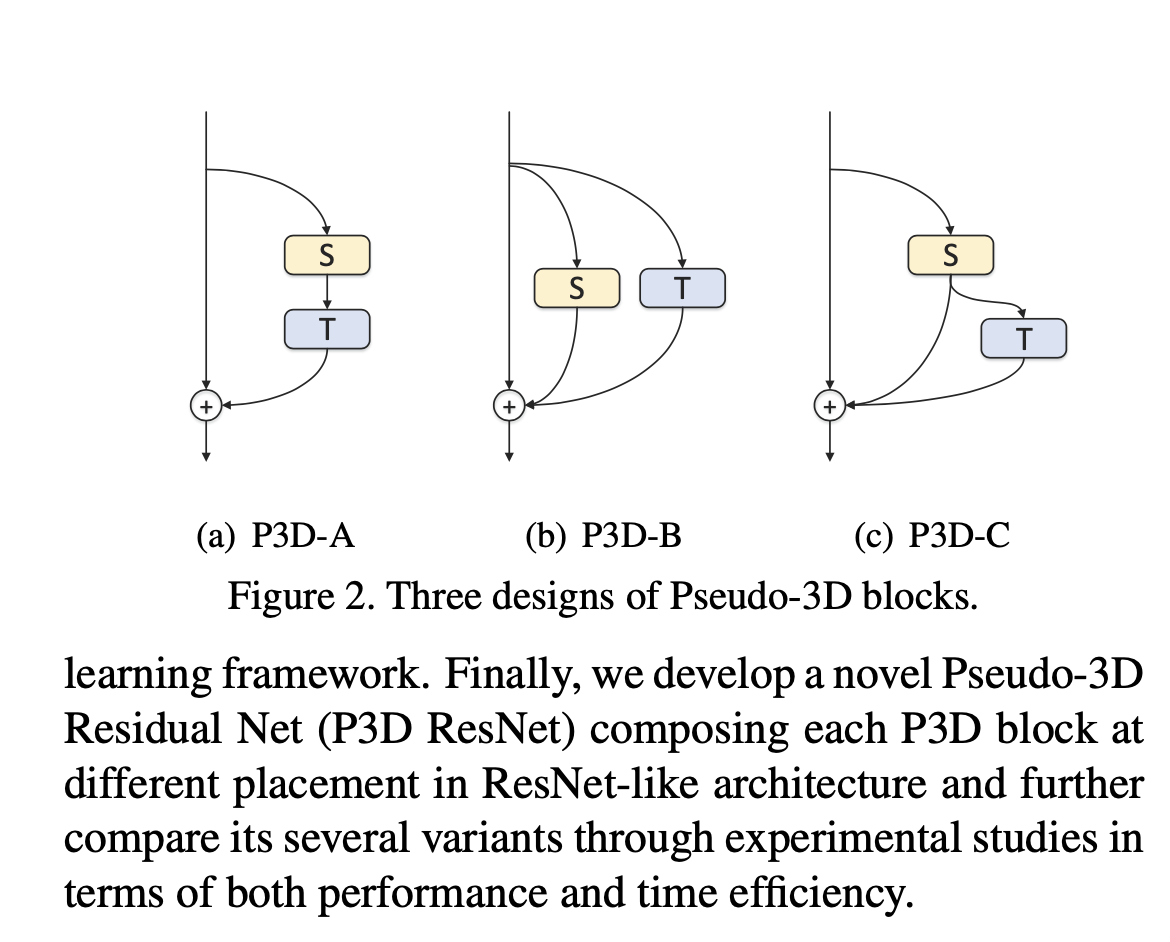 S
T
+
S
T
+
S
T
+
(a) P3D-A
(b) P3D-B
(c) P3D-C
Figure 2. Three designs of Pseudo-3D blocks.
learning framework. Finally, we develop a novel Pseudo-3D
Residual Net (P3D ResNet) composing each P3D block at
different placement in ResNet-like architecture and further
compare its several variants through experimental studies in
terms of both performance and time efficiency.